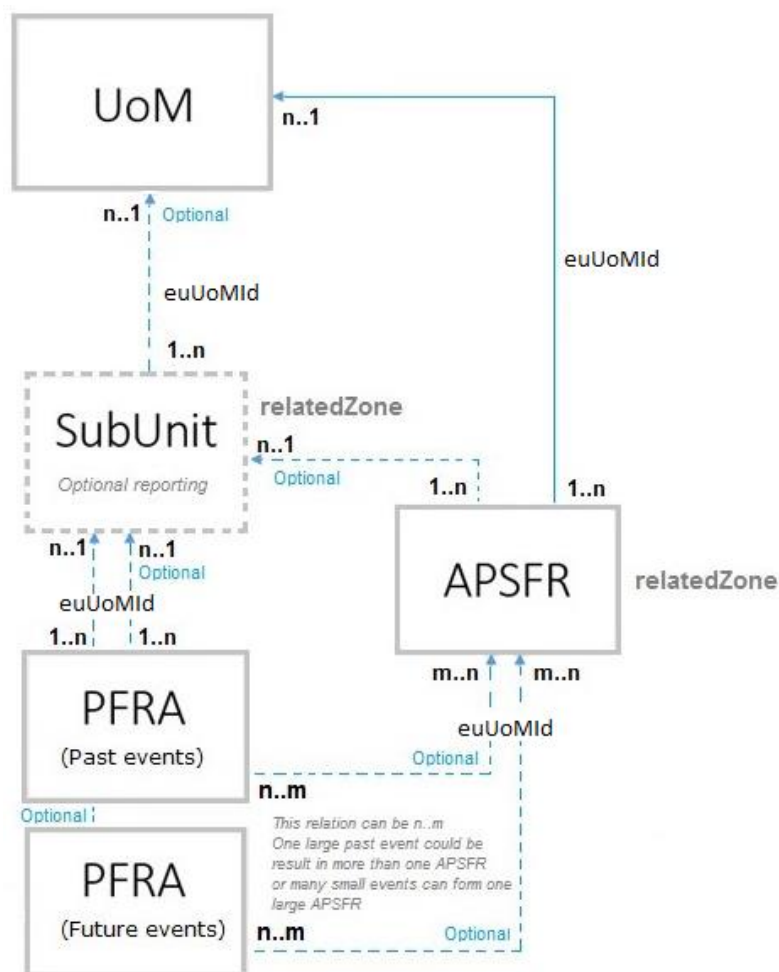 UoM
n..1
n..1
Optional
euUoMId
euUoMId
1..n
SubUnit
Optional reporting
relatedZone
n..1
Optional
1..n
1..n
n..1
n..1
Optional
APSFR
relatedZone
euUoMId
1..n
1..n
m..n
m..n
PFRA
(Past events)
euUoMId
Optional
n..m
Optional
This relation can be n..m
One large past event could be
result in more than one APSFR
or many small events can form one
large APSFR
PFRA
(Future events)
n..m
Optional